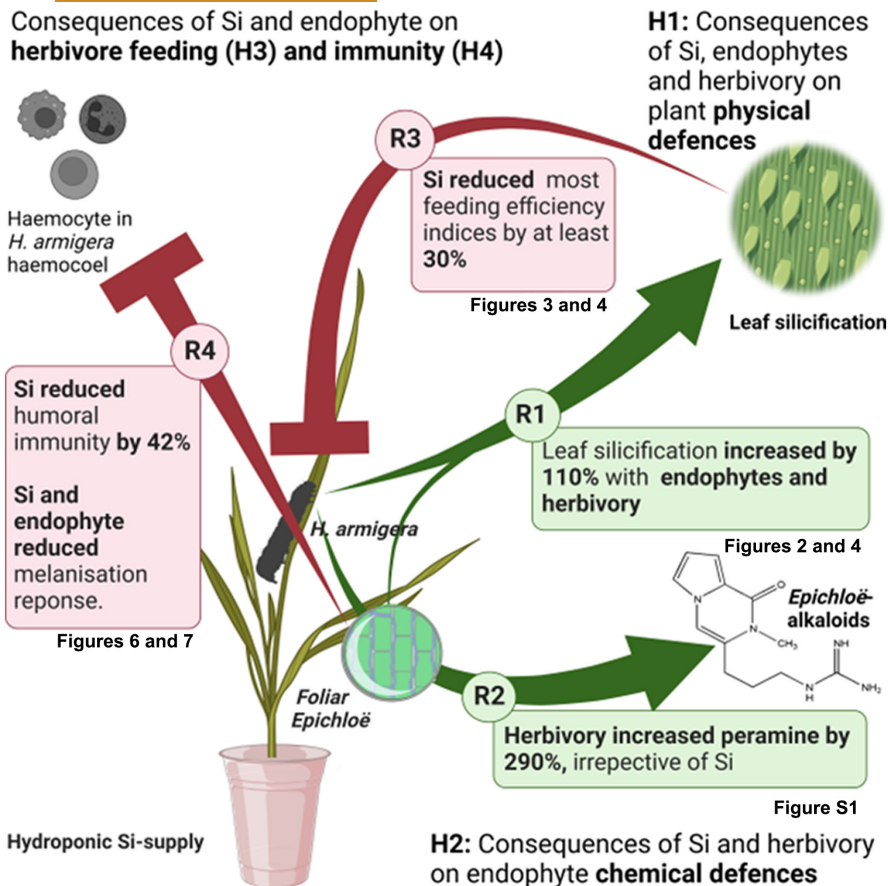 Consequences of Si and endophyte on
herbivore feeding (H3) and immunity (H4)
H1: Consequences
of Si, endophytes
and herbivory on
plant physical
defences
Haemocyte in
H. armigera
haemocoel
R3
Si reduced most
feeding efficiency
indices by at least
30%
Figures 3 and 4
Leaf silicification
R4
Si reduced
humoral
immunity by 42%
Si and
endophyte
reduced
melanisation
reponse.
Figures 6 and 7
R1
Leaf silicification increased by
110% with endophytes and
herbivory
Figures 2 and 4
H. armigera
Foliar
Epichloë
Epichloë-
alkaloids
N
O
N
CH₃
NH
N
H
NH₂
R2
Herbivory increased peramine by
290%, irrepective of Si
Figure S1
Hydroponic Si-supply
H2: Consequences of Si and herbivory
on endophyte chemical defences